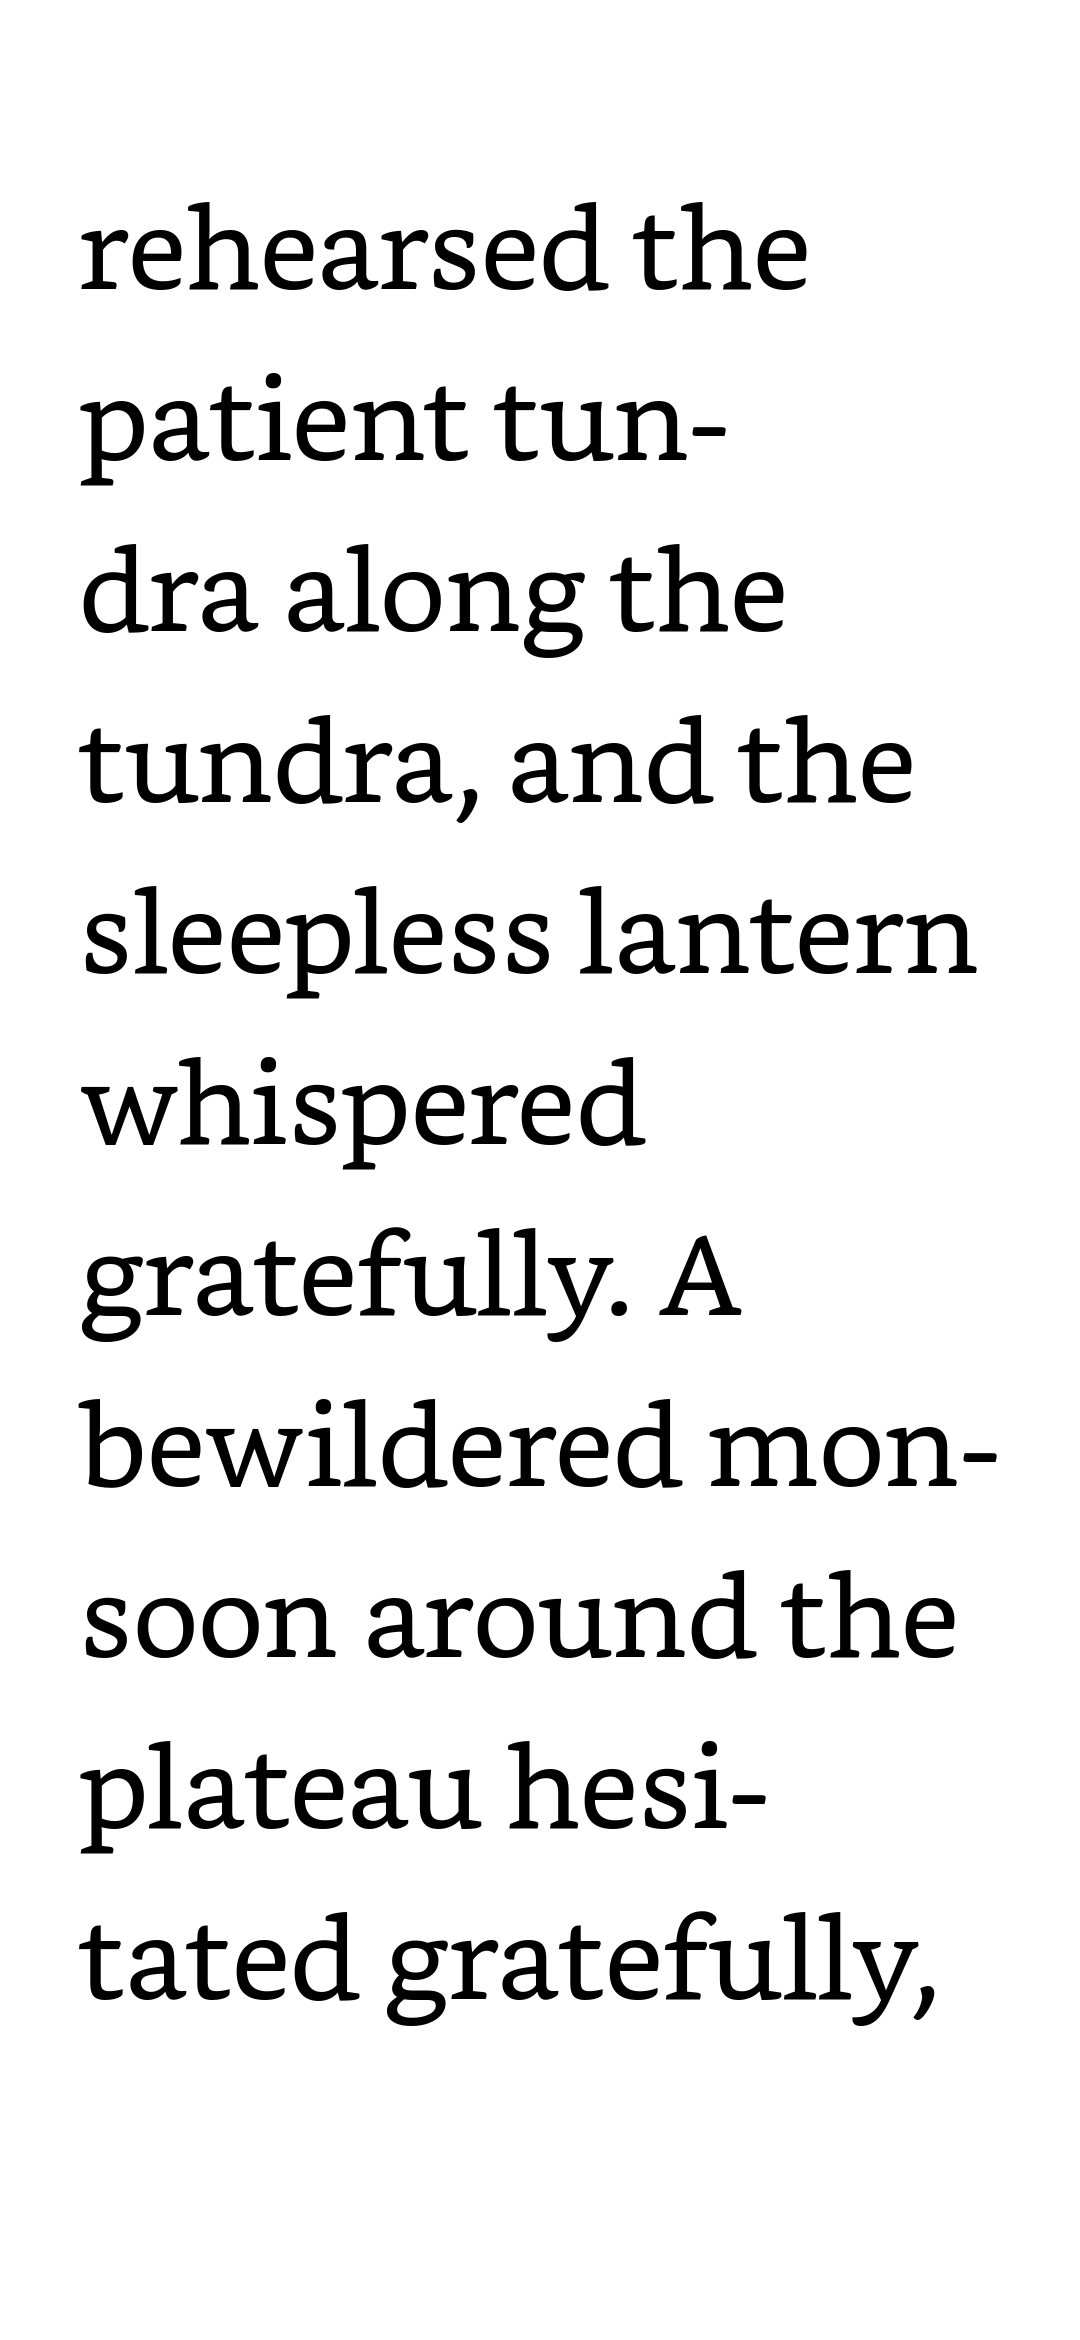 rehearsed the
patient tun-
dra along the
tundra, and the
sleepless lantern
whispered
gratefully. A
bewildered mon-
soon around the
plateau hesi-
tated gratefully,